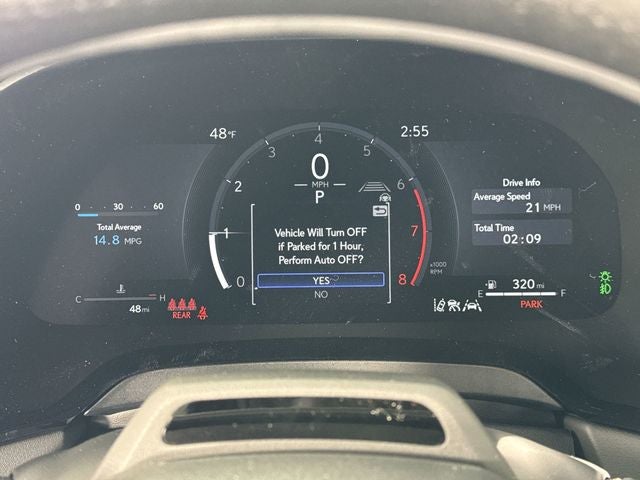 48°F
2:55
4
3
5
2
6
1
7
0
8
x1000
RPM
0
MPH
P
0 30 60
Total Average
14.8 MPG
Vehicle Will Turn OFF
if Parked for 1 Hour,
Perform Auto OFF?
YES
NO
Drive Info
Average Speed
21 MPH
Total Time
02:09
C H
48 mi
REAR
320 mi
E F
PARK